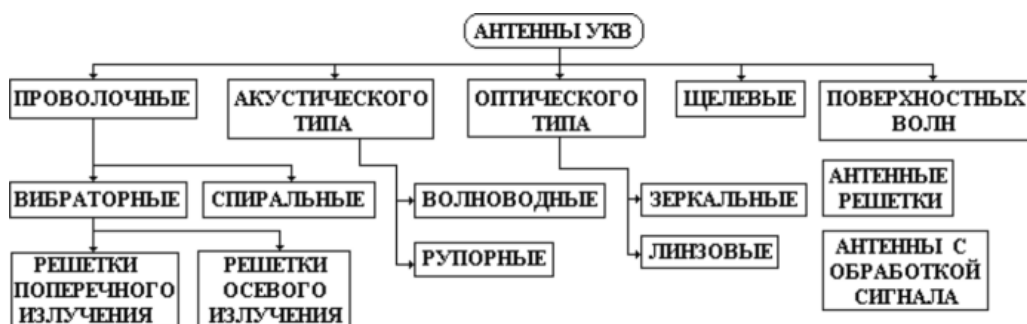 АНТЕННЫ УКВ
ПРОВОЛОЧНЫЕ
АКУСТИЧЕСКОГО
ТИПА
ОПТИЧЕСКОГО
ТИПА
ЩЕЛЕВЫЕ
ПОВЕРХНОСТНЫХ
ВОЛН
ВИБРАТОРНЫЕ
СПИРАЛЬНЫЕ
ВОЛНОВОДНЫЕ
ЗЕРКАЛЬНЫЕ
АНТЕННЫЕ
РЕШЕТКИ
РЕШЕТКИ
ПОПЕРЕЧНОГО
ИЗЛУЧЕНИЯ
РЕШЕТКИ
ОСЕВОГО
ИЗЛУЧЕНИЯ
РУПОРНЫЕ
ЛИНЗОВЫЕ
АНТЕННЫ С
ОБРАБОТКОЙ
СИГНАЛА